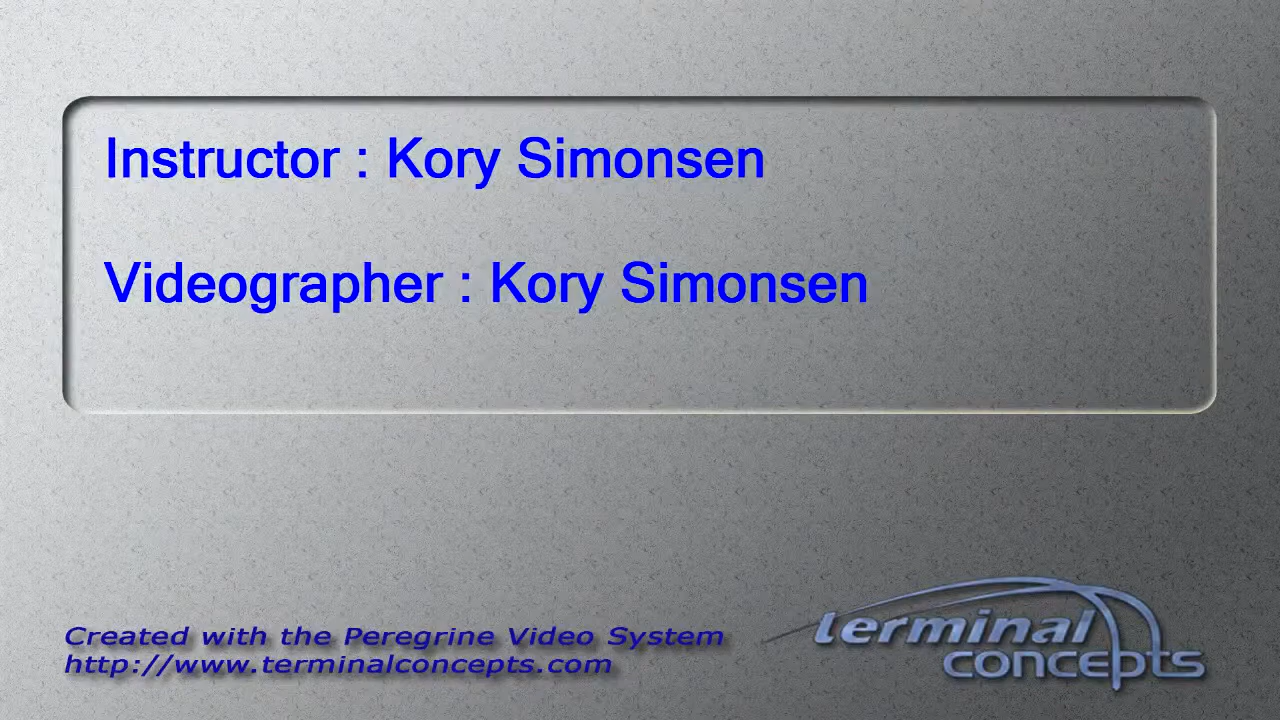 Instructor : Kory Simonsen
Videographer : Kory Simonsen
Created with the Peregrine Video System
http://www.terminalconcepts.com
terminal
concepts